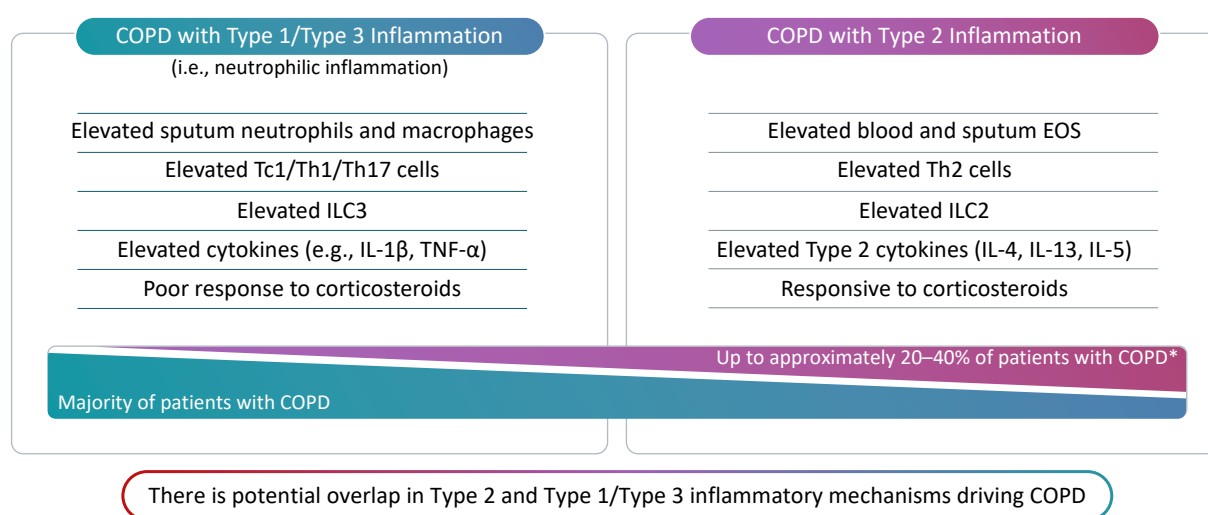 COPD with Type 1/Type 3 Inflammation
(i.e., neutrophilic inflammation)
Elevated sputum neutrophils and macrophages
Elevated Tc1/Th1/Th17 cells
Elevated ILC3
Elevated cytokines (e.g., IL-1β, TNF-α)
Poor response to corticosteroids
COPD with Type 2 Inflammation
Elevated blood and sputum EOS
Elevated Th2 cells
Elevated ILC2
Elevated Type 2 cytokines (IL-4, IL-13, IL-5)
Responsive to corticosteroids
Up to approximately 20–40% of patients with COPD*
Majority of patients with COPD
There is potential overlap in Type 2 and Type 1/Type 3 inflammatory mechanisms driving COPD